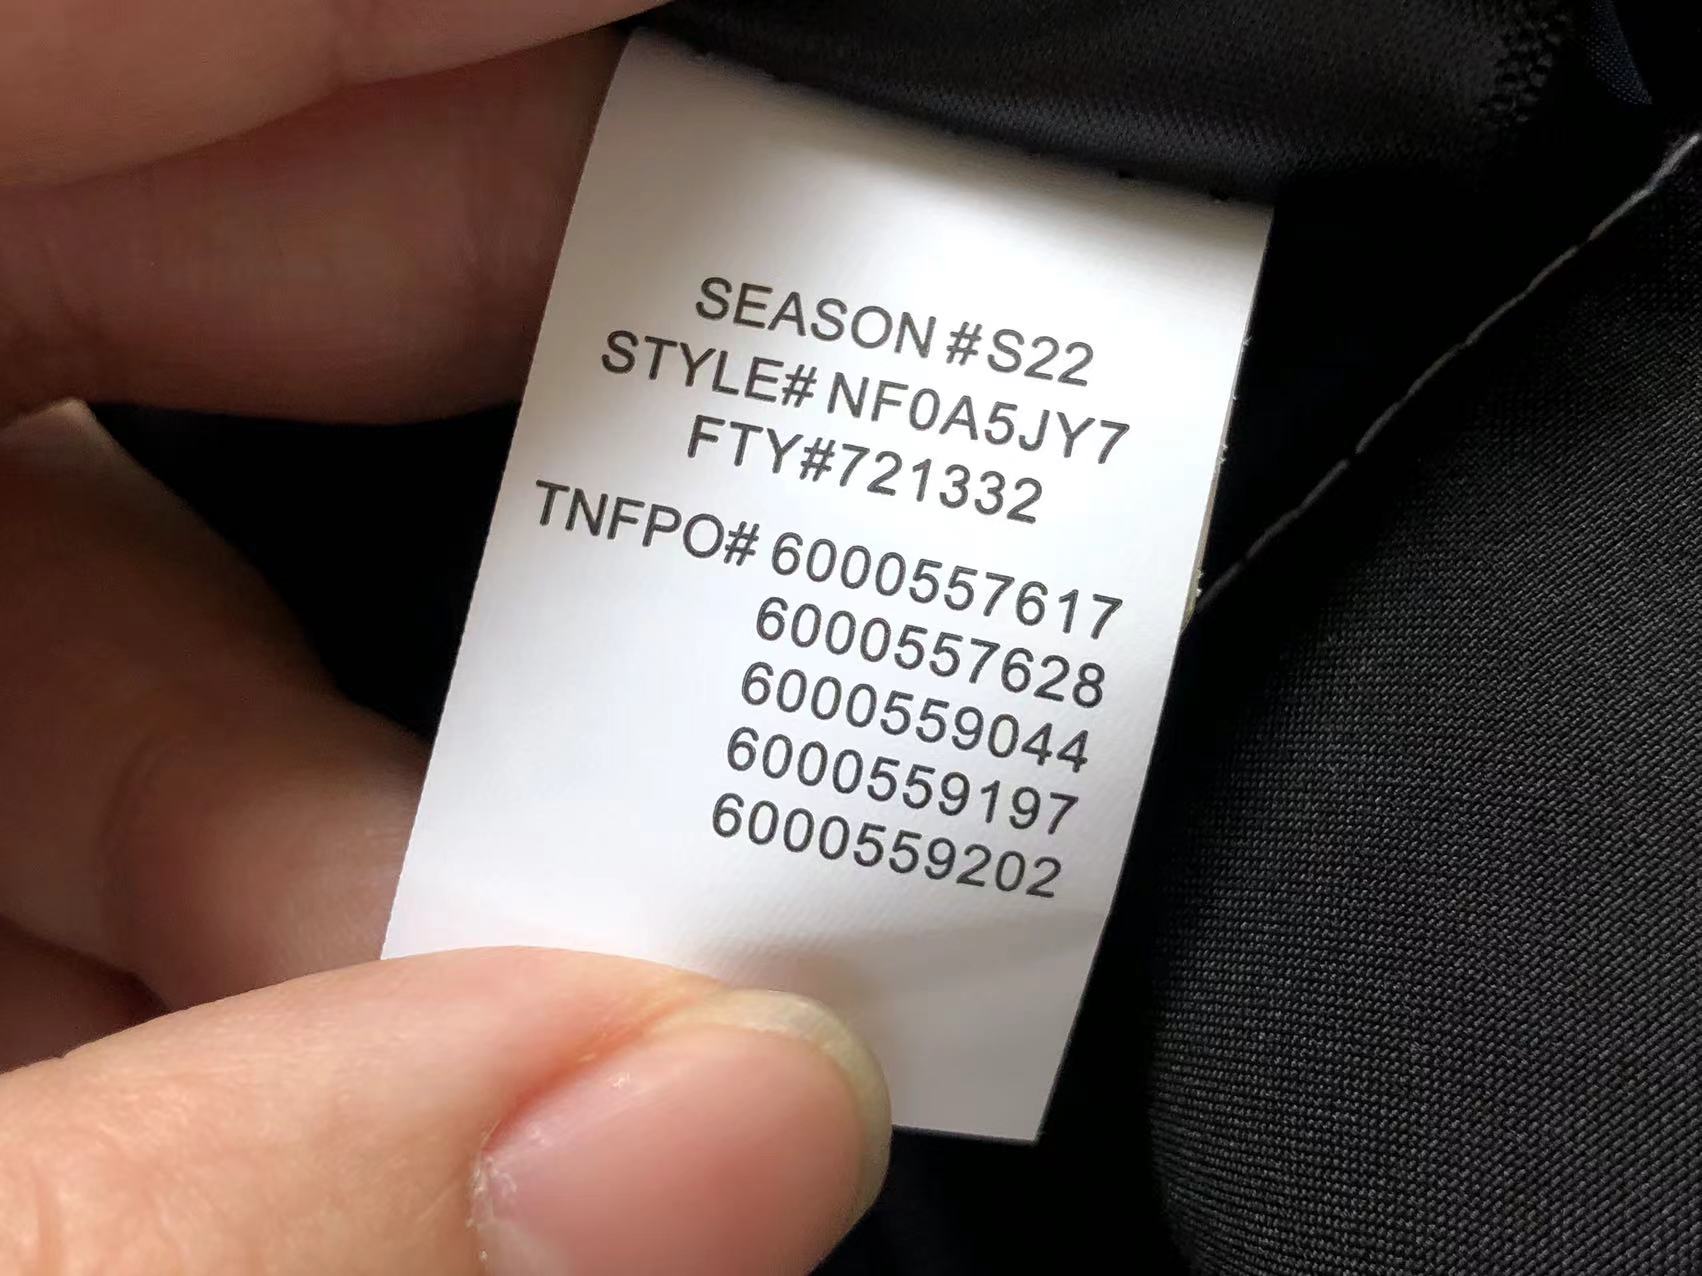 SEASON #S22
STYLE# NF0A5JY7
FTY#721332
TNFPO# 6000557617
6000557628
6000559044
6000559197
6000559202